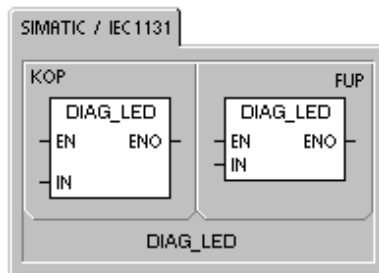 SIMATIC / IEC1131
KOP
FUP
DIAG_LED
EN ENO
IN
DIAG_LED
EN ENO
IN
DIAG_LED